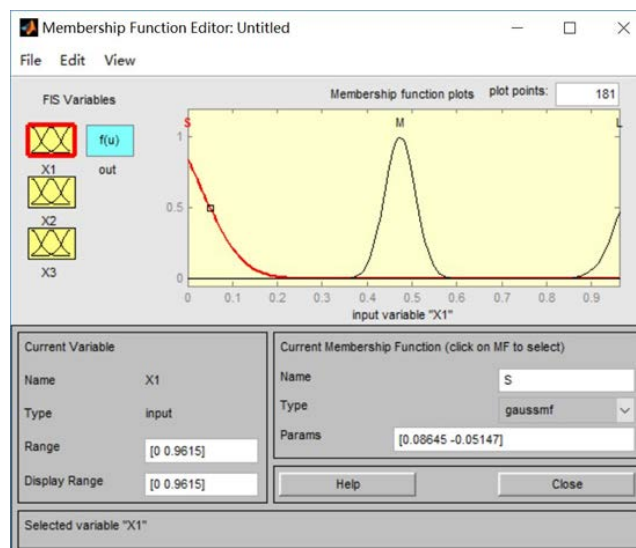 Membership Function Editor: Untitled
File Edit View
FIS Variables
Membership function plots plot points: 181
f(u)
X1 out
X2
X3
S M L
1
0.5
0
0 0.1 0.2 0.3 0.4 0.5 0.6 0.7 0.8 0.9
input variable "X1"
Current Variable
Name X1
Type input
Range [0 0.9615]
Display Range [0 0.9615]
Current Membership Function (click on MF to select)
Name S
Type gaussmf
Params [0.08645 -0.05147]
Help Close
Selected variable "X1"